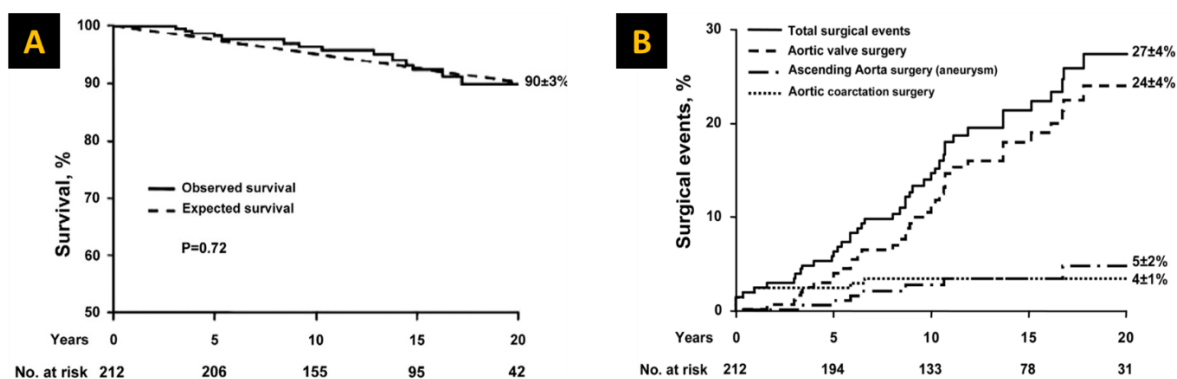 A
Survival, %
100
90
80
70
60
50
90±3%
Observed survival
Expected survival
P=0.72
Years 0 5 10 15 20
No. at risk 212 206 155 95 42
B
Surgical events, %
30
20
10
0
Total surgical events
Aortic valve surgery
Ascending Aorta surgery (aneurysm)
Aortic coarctation surgery
27±4%
24±4%
5±2%
4±1%
Years 0 5 10 15 20
No. at risk 212 194 133 78 31